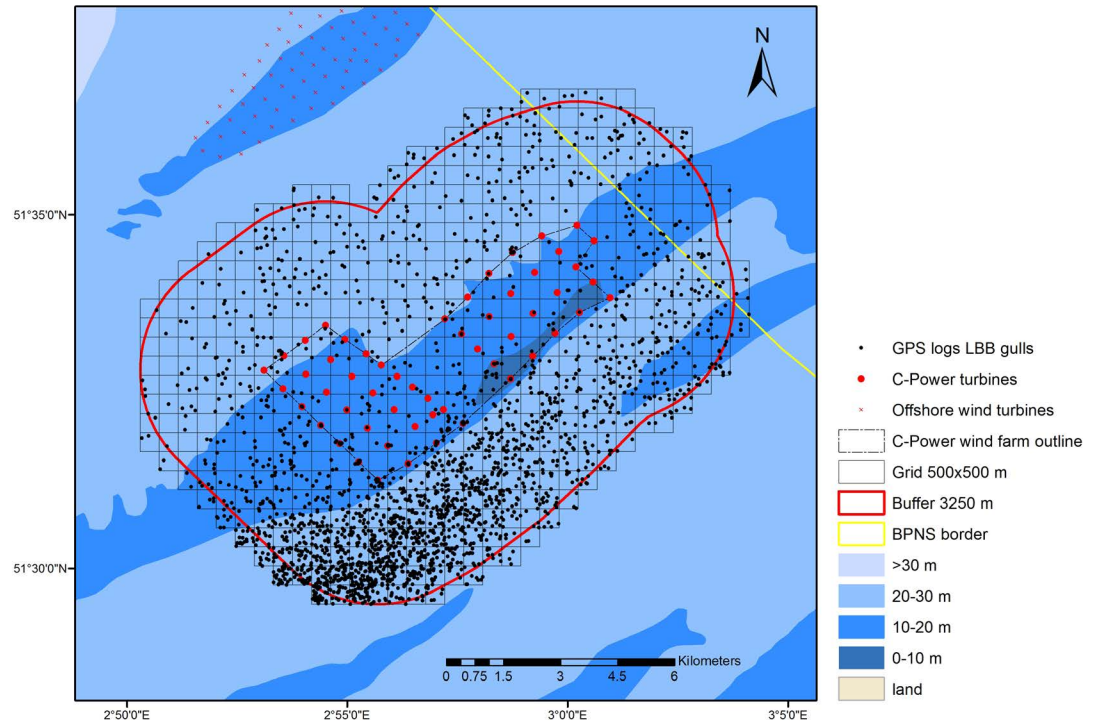 N
51°35'0"N
51°30'0"N
GPS logs LBB gulls
C-Power turbines
Offshore wind turbines
C-Power wind farm outline
Grid 500x500 m
Buffer 3250 m
BPNS border
>30 m
20-30 m
10-20 m
0-10 m
land
Kilometers
0 0.75 1.5 3 4.5 6
2°50'0"E 2°55'0"E 3°0'0"E 3°5'0"E